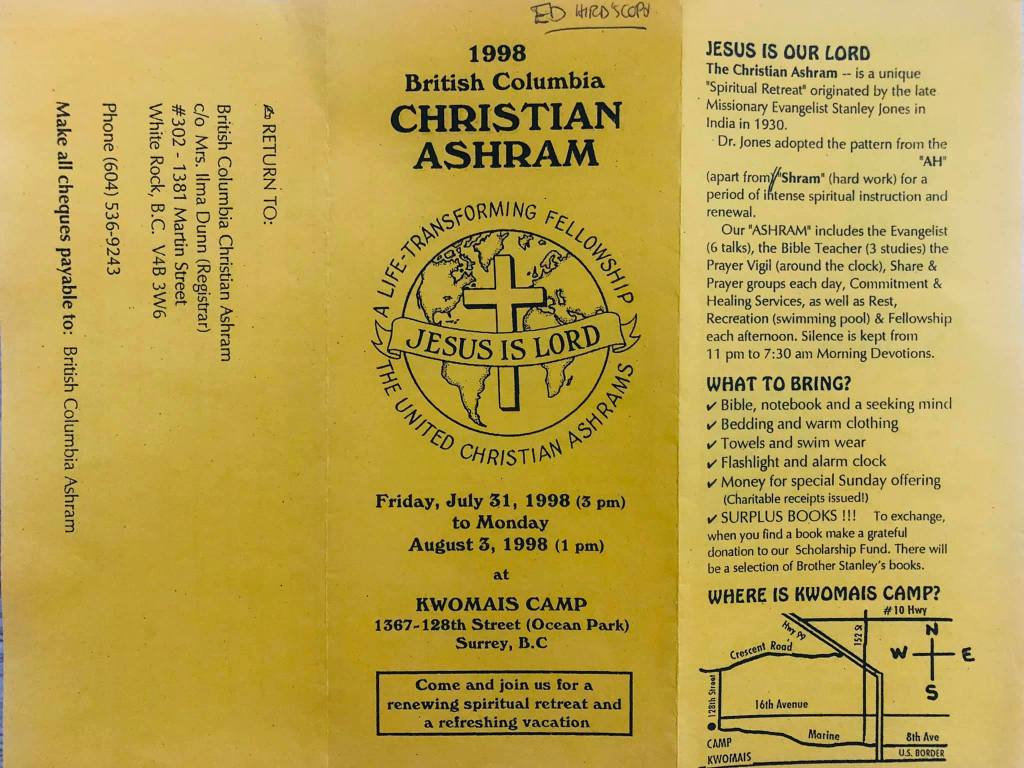 ED HIRD'S COPY
✍ RETURN TO:
British Columbia Christian Ashram
c/o Mrs. Ilma Dunn (Registrar)
#302 - 1381 Martin Street
White Rock, B.C.  V4B 3W6
Phone (604) 536-9243
Make all cheques payable to:  British Columbia Ashram
1998
British Columbia
CHRISTIAN
ASHRAM
A LIFE-TRANSFORMING FELLOWSHIP
JESUS IS LORD
THE UNITED CHRISTIAN ASHRAMS
Friday, July 31, 1998 (3 pm)
to Monday
August 3, 1998 (1 pm)
at
KWOMAIS CAMP
1367-128th Street (Ocean Park)
Surrey, B.C
Come and join us for a
renewing spiritual retreat and
a refreshing vacation
JESUS IS OUR LORD
The Christian Ashram -- is a unique
"Spiritual Retreat" originated by the late
Missionary Evangelist Stanley Jones in
India in 1930.
Dr. Jones adopted the pattern from the
"AH"
(apart from)/"Shram" (hard work) for a
period of intense spiritual instruction and
renewal.
Our "ASHRAM" includes the Evangelist
(6 talks), the Bible Teacher (3 studies) the
Prayer Vigil (around the clock), Share &
Prayer groups each day, Commitment &
Healing Services, as well as Rest,
Recreation (swimming pool) & Fellowship
each afternoon. Silence is kept from
11 pm to 7:30 am Morning Devotions.
WHAT TO BRING?
✔ Bible, notebook and a seeking mind
✔ Bedding and warm clothing
✔ Towels and swim wear
✔ Flashlight and alarm clock
✔ Money for special Sunday offering
(Charitable receipts issued!)
✔ SURPLUS BOOKS !!!   To exchange,
when you find a book make a grateful
donation to our Scholarship Fund. There will
be a selection of Brother Stanley's books.
WHERE IS KWOMAIS CAMP?
#10 Hwy
Hwy 99
152 St
N
W E
S
Crescent Road
128th Street
16th Avenue
Marine
8th Ave
CAMP
KWOMAIS
U.S. BORDER